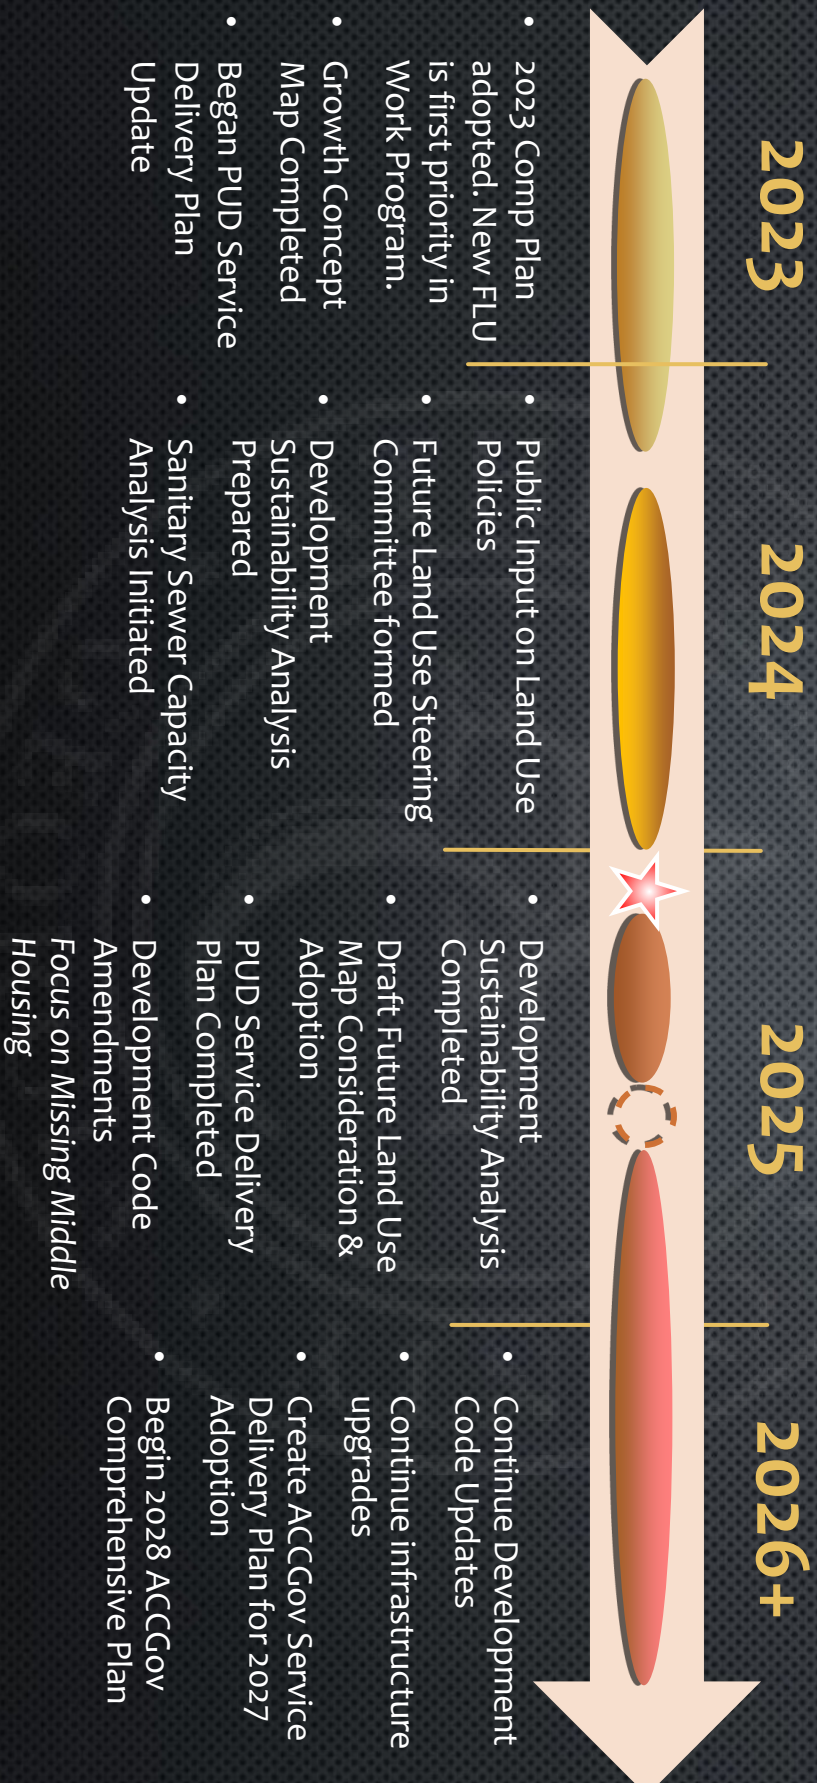 2023
2024
2025
2026+
• 2023 Comp Plan
adopted. New FLU
is first priority in
Work Program.
• Growth Concept
Map Completed
• Began PUD Service
Delivery Plan
Update
• Public Input on Land Use
Policies
• Future Land Use Steering
Committee formed
• Development
Sustainability Analysis
Prepared
• Sanitary Sewer Capacity
Analysis Initiated
• Development
Sustainability Analysis
Completed
• Draft Future Land Use
Map Consideration &
Adoption
• PUD Service Delivery
Plan Completed
• Development Code
Amendments
Focus on Missing Middle
Housing
• Continue Development
Code Updates
• Continue infrastructure
upgrades
• Create ACCGov Service
Delivery Plan for 2027
Adoption
• Begin 2028 ACCGov
Comprehensive Plan